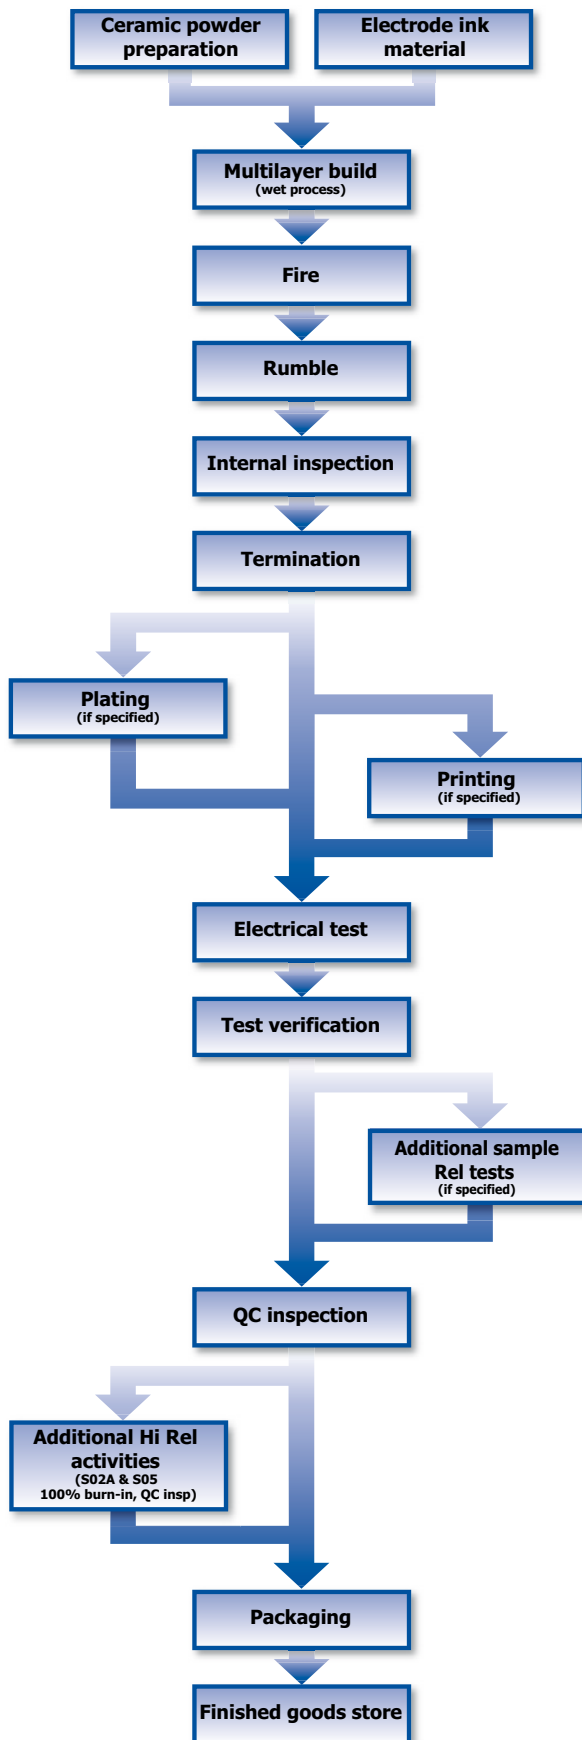 Ceramic powder
preparation
Electrode ink
material
Multilayer build
(wet process)
Fire
Rumble
Internal inspection
Termination
Plating
(if specified)
Printing
(if specified)
Electrical test
Test verification
Additional sample
Rel tests
(if specified)
QC inspection
Additional Hi Rel
activities
(S02A & S05
100% burn-in, QC insp)
Packaging
Finished goods store